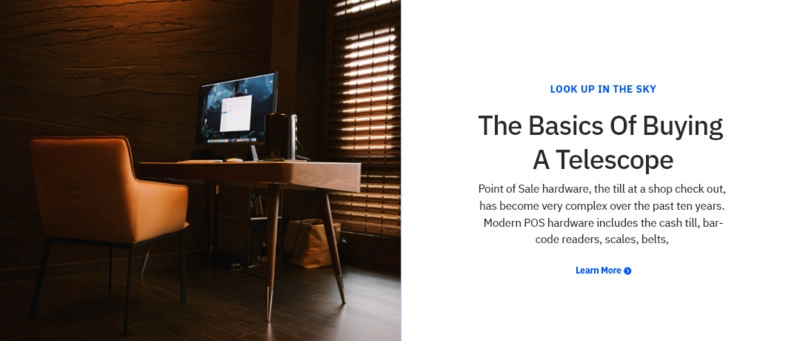 LOOK UP IN THE SKY
The Basics Of Buying
A Telescope
Point of Sale hardware, the till at a shop check out,
has become very complex over the past ten years.
Modern POS hardware includes the cash till, bar-
code readers, scales, belts,
Learn More